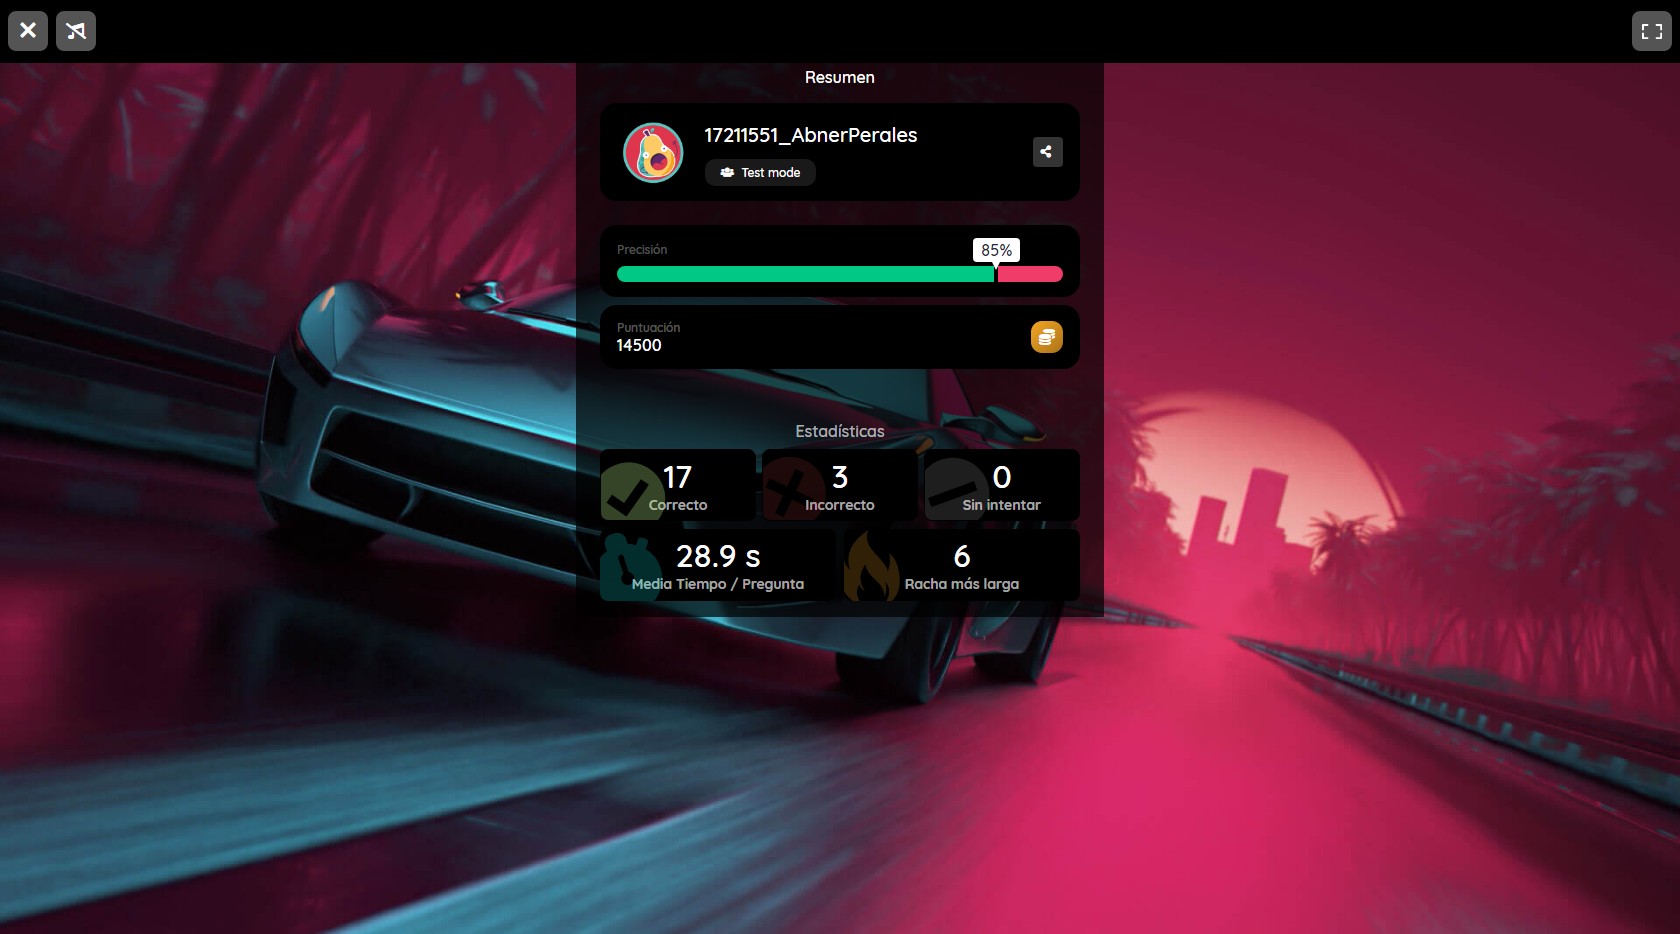 Resumen
17211551_AbnerPerales
Test mode
Precisión
85%
Puntuación
14500
Estadísticas
17
Correcto
3
Incorrecto
0
Sin intentar
28.9 s
Media Tiempo / Pregunta
6
Racha más larga